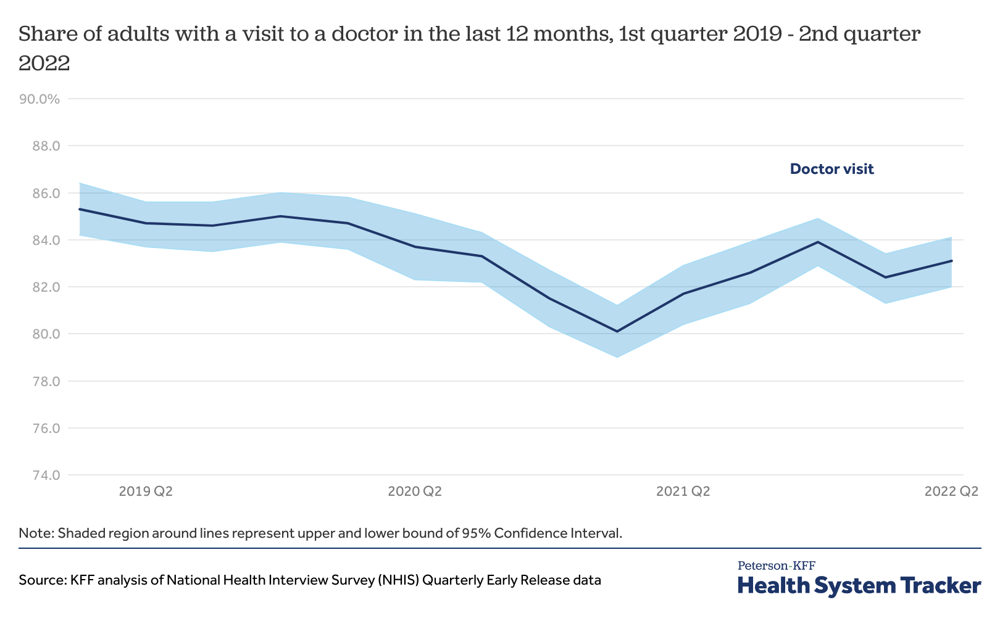 Share of adults with a visit to a doctor in the last 12 months, 1st quarter 2019 - 2nd quarter
2022
90.0%
88.0
Doctor visit
86.0
84.0
82.0
80.0
78.0
76.0
74.0
2019 Q2 2020 Q2 2021 Q2 2022 Q2
Note: Shaded region around lines represent upper and lower bound of 95% Confidence Interval.
Source: KFF analysis of National Health Interview Survey (NHIS) Quarterly Early Release data
Peterson-KFF
Health System Tracker